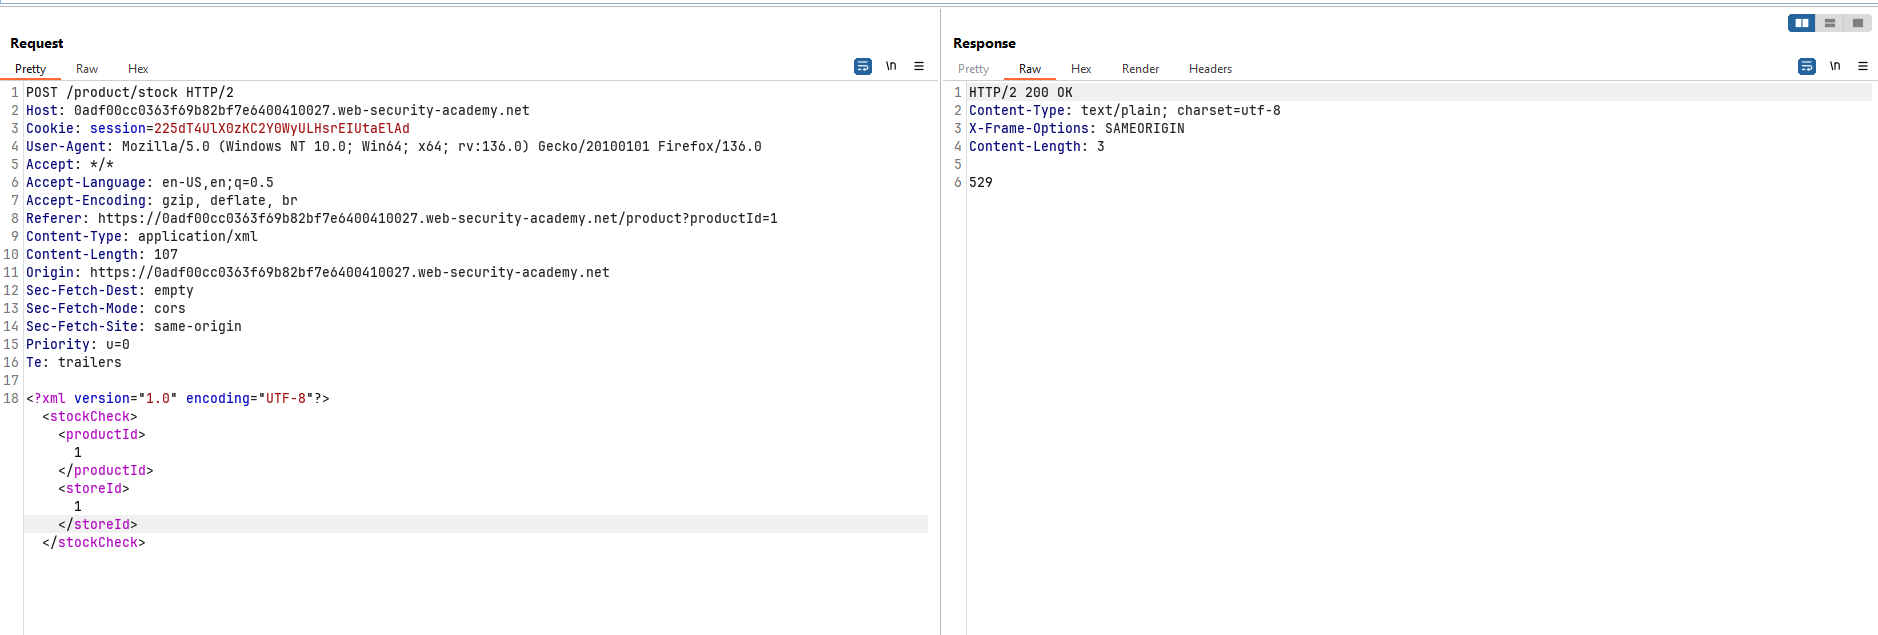 Request
Pretty Raw Hex \n
1 POST /product/stock HTTP/2
2 Host: 0adf00cc0363f69b82bf7e6400410027.web-security-academy.net
3 Cookie: session=225dT4UlX0zKC2Y0WyULHsrEIUtaElAd
4 User-Agent: Mozilla/5.0 (Windows NT 10.0; Win64; x64; rv:136.0) Gecko/20100101 Firefox/136.0
5 Accept: */*
6 Accept-Language: en-US,en;q=0.5
7 Accept-Encoding: gzip, deflate, br
8 Referer: https://0adf00cc0363f69b82bf7e6400410027.web-security-academy.net/product?productId=1
9 Content-Type: application/xml
10 Content-Length: 107
11 Origin: https://0adf00cc0363f69b82bf7e6400410027.web-security-academy.net
12 Sec-Fetch-Dest: empty
13 Sec-Fetch-Mode: cors
14 Sec-Fetch-Site: same-origin
15 Priority: u=0
16 Te: trailers
17
18 <?xml version="1.0" encoding="UTF-8"?>
<stockCheck>
<productId>
1
</productId>
<storeId>
1
</storeId>
</stockCheck>
Response
Pretty Raw Hex Render Headers \n
1 HTTP/2 200 OK
2 Content-Type: text/plain; charset=utf-8
3 X-Frame-Options: SAMEORIGIN
4 Content-Length: 3
5
6 529